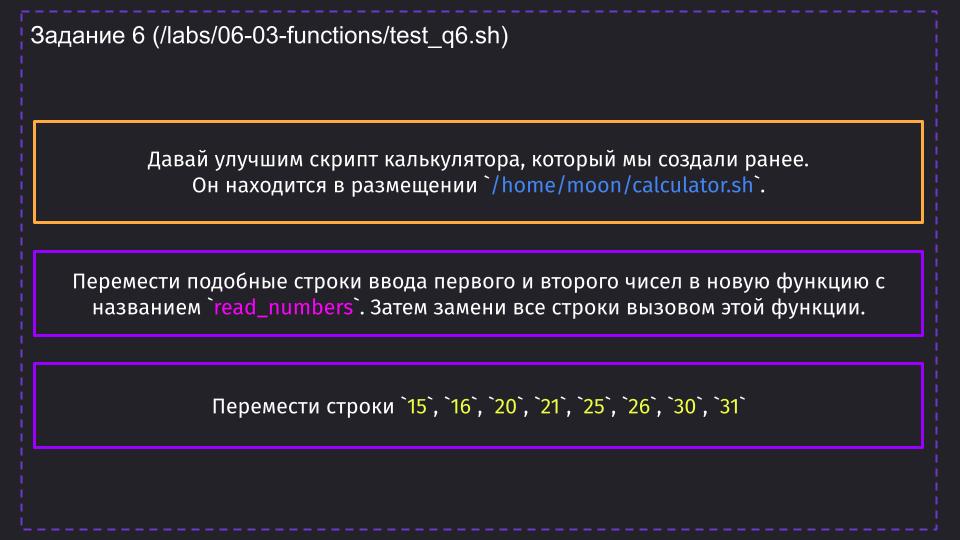 Задание 6 (/labs/06-03-functions/test_q6.sh)
Давай улучшим скрипт калькулятора, который мы создали ранее.
Он находится в размещении `/home/moon/calculator.sh`.
Перемести подобные строки ввода первого и второго чисел в новую функцию с
названием `read_numbers`. Затем замени все строки вызовом этой функции.
Перемести строки `15`, `16`, `20`, `21`, `25`, `26`, `30`, `31`